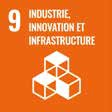 9 INDUSTRIE,
INNOVATION ET
INFRASTRUCTURE